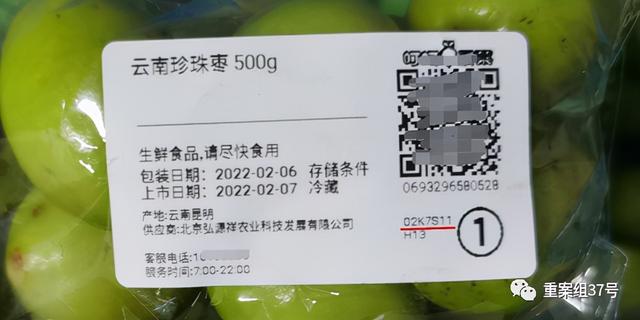 云南珍珠枣 500g
生鲜食品,请尽快食用
包装日期: 2022-02-06 存储条件
上市日期: 2022-02-07 冷藏
产地:云南昆明
供应商:北京弘源祥农业科技发展有限公司
客服电话:10
服务时间:7:00-22:00
0693296580528
02K7S11
H13
1
重案组37号